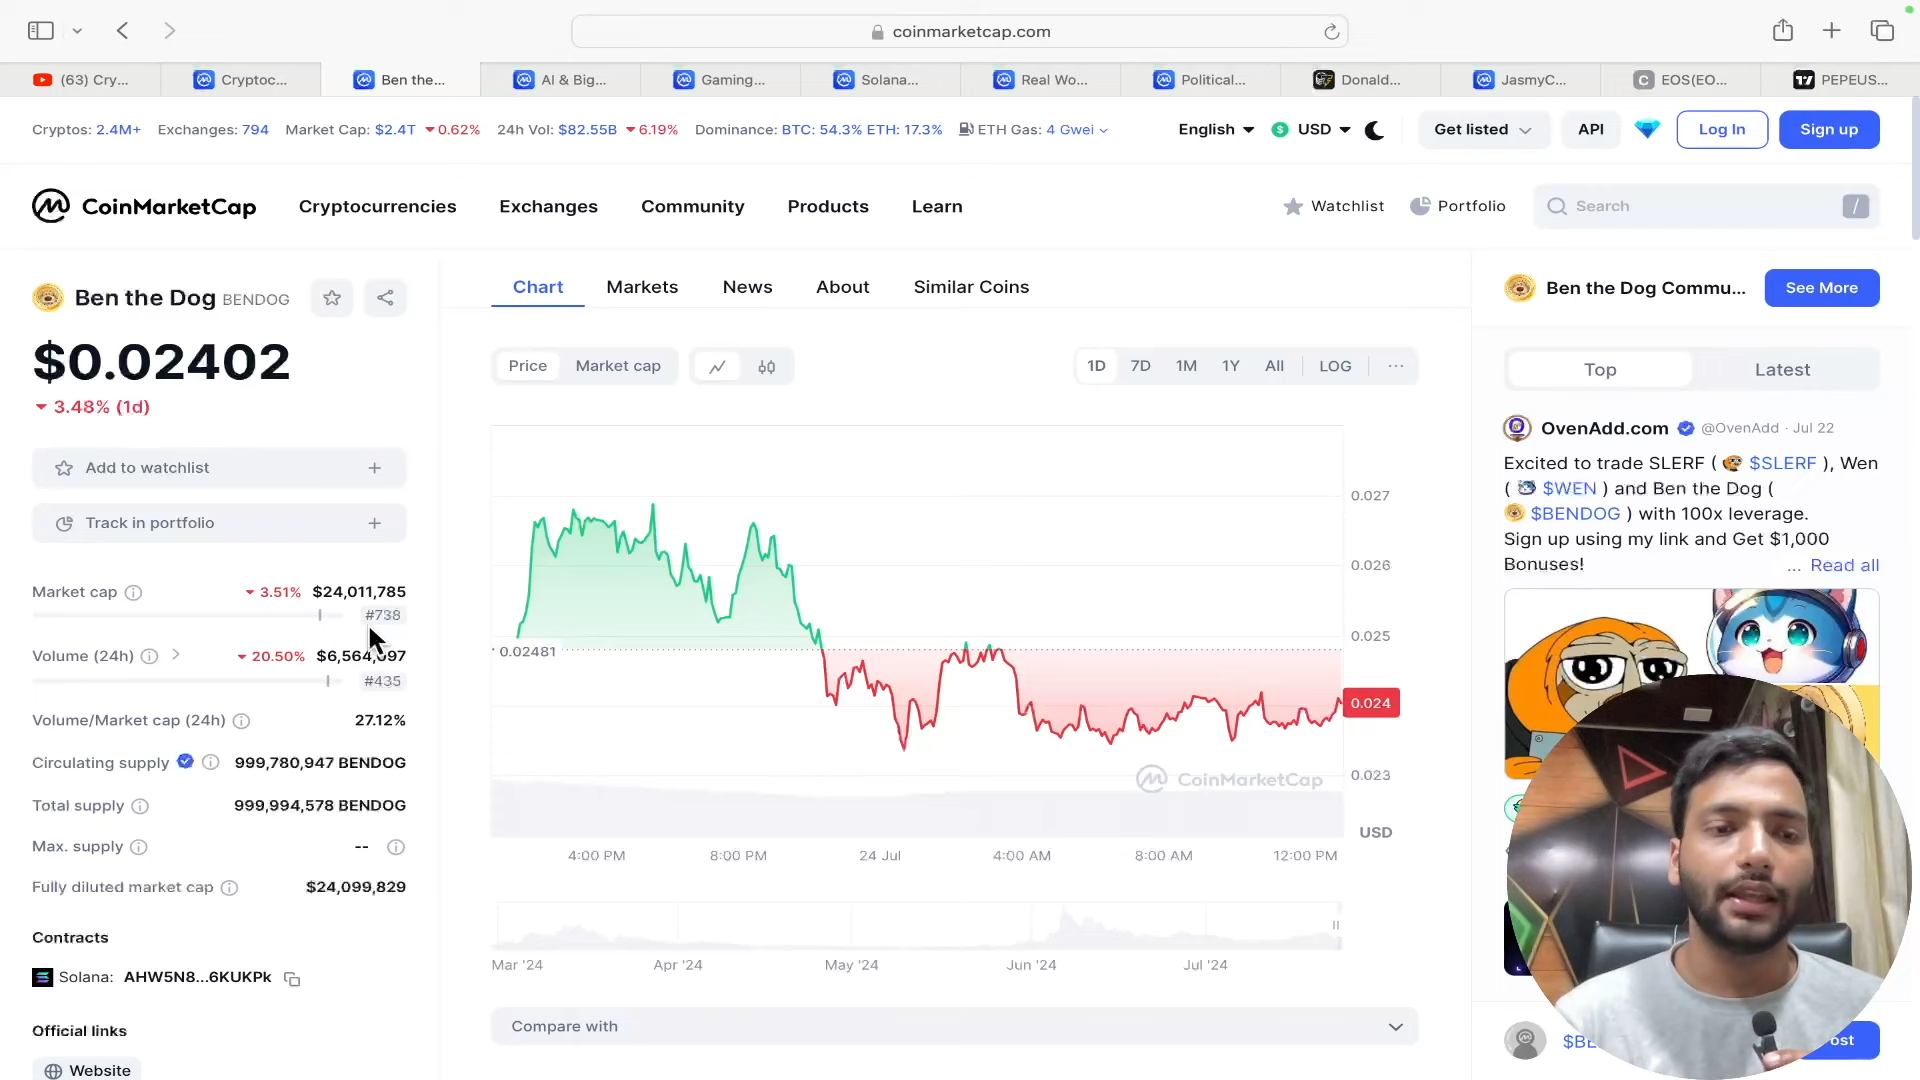 coinmarketcap.com
(63) Cry...
Cryptoc...
Ben the...
AI & Big...
Gaming...
Solana...
Real Wo...
Political...
Donald...
JasmyC...
EOS(EO...
PEPEUS...
Cryptos: 2.4M+ Exchanges: 794 Market Cap: $2.4T 0.62% 24h Vol: $82.55B 6.19% Dominance: BTC: 54.3% ETH: 17.3% ETH Gas: 4 Gwei
English USD Get listed API Log In Sign up
CoinMarketCap Cryptocurrencies Exchanges Community Products Learn
Watchlist Portfolio Search /
Ben the Dog BENDOG
$0.02402
3.48% (1d)
Add to watchlist +
Track in portfolio +
Market cap 3.51% $24,011,785
#738
Volume (24h) 20.50%
#435
Volume/Market cap (24h) 27.12%
Circulating supply 999,780,947 BENDOG
Total supply 999,994,578 BENDOG
Max. supply --
Fully diluted market cap $24,099,829
Contracts
Solana: AHW5N8...6KUKPk
Official links
Website
Chart Markets News About Similar Coins
Price Market cap
1D 7D 1M 1Y All LOG ...
0.027
0.026
0.025
0.02481
0.024
0.023
CoinMarketCap
USD
4:00 PM 8:00 PM 24 Jul 4:00 AM 8:00 AM 12:00 PM
Mar '24 Apr '24 May '24 Jun '24 Jul '24
Compare with
Ben the Dog Commu... See More
Top Latest
OvenAdd.com @OvenAdd · Jul 22
Excited to trade SLERF ( $SLERF ), Wen
( $WEN ) and Ben the Dog (
$BENDOG ) with 100x leverage.
Sign up using my link and Get $1,000
Bonuses! ... Read all
$BE
ost